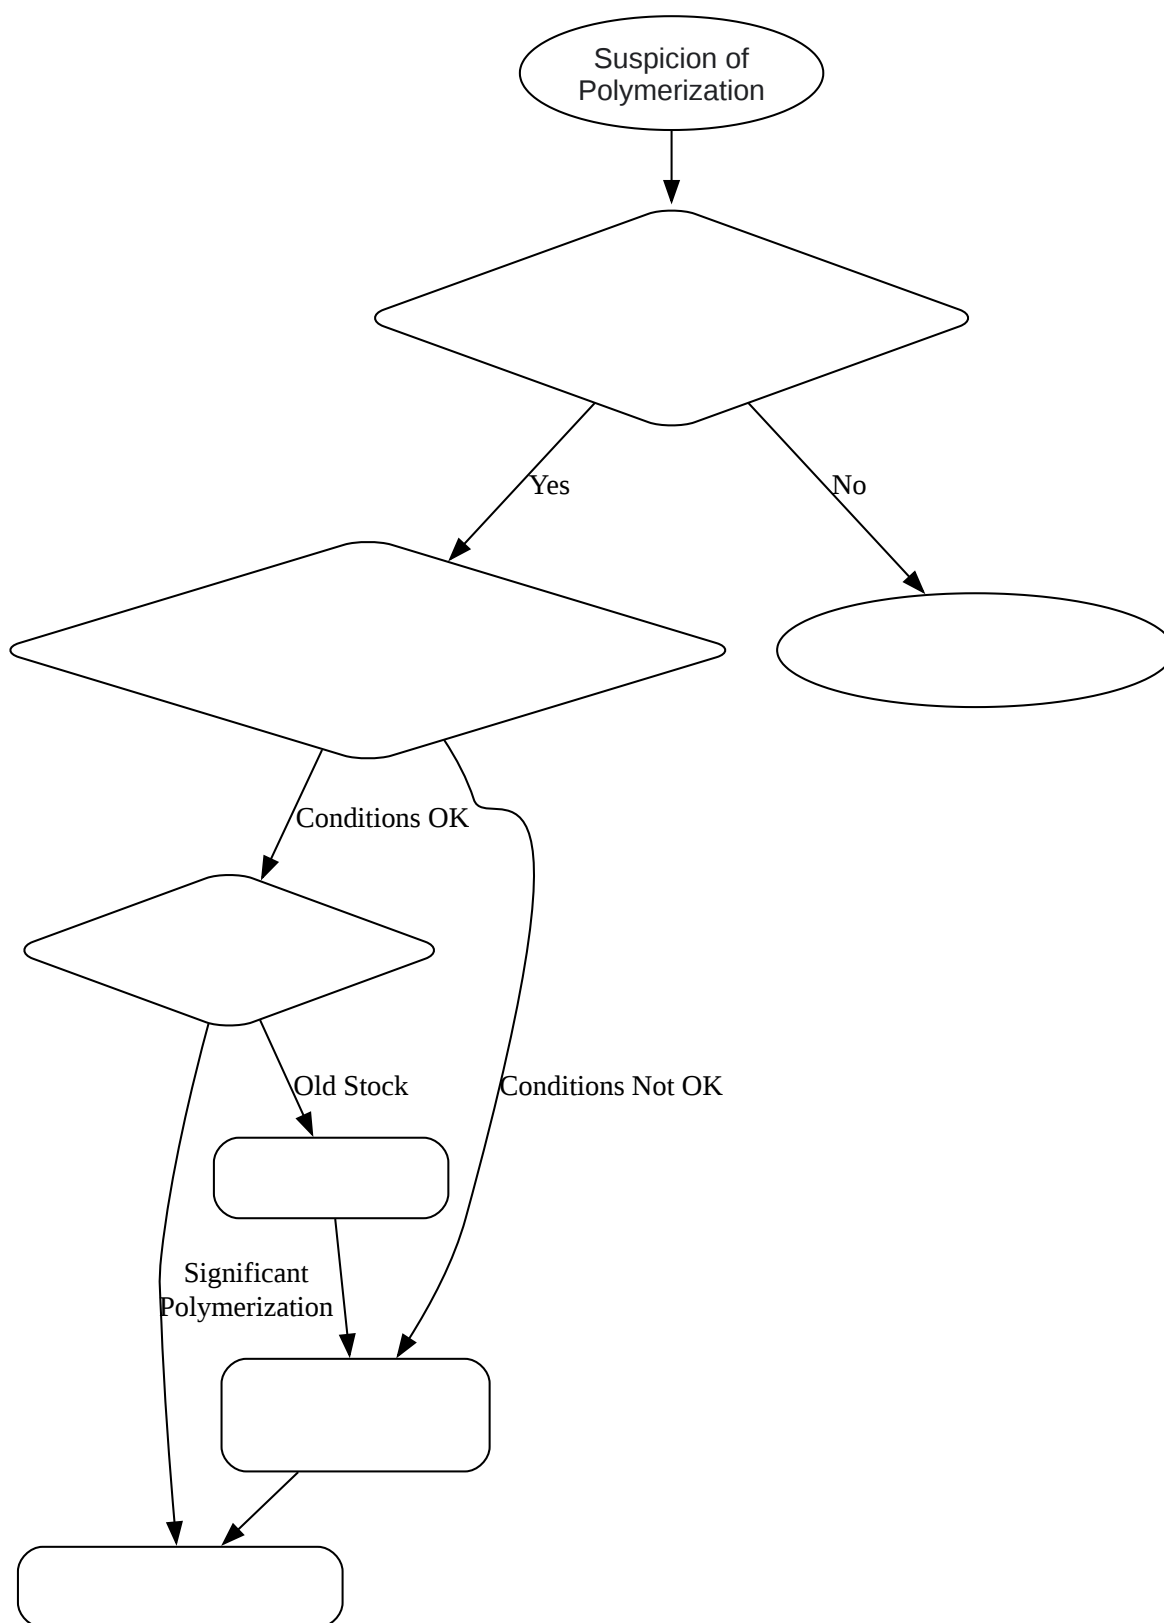 Suspicion of
Polymerization
Yes
No
Conditions OK
Old Stock
Conditions Not OK
Significant
Polymerization